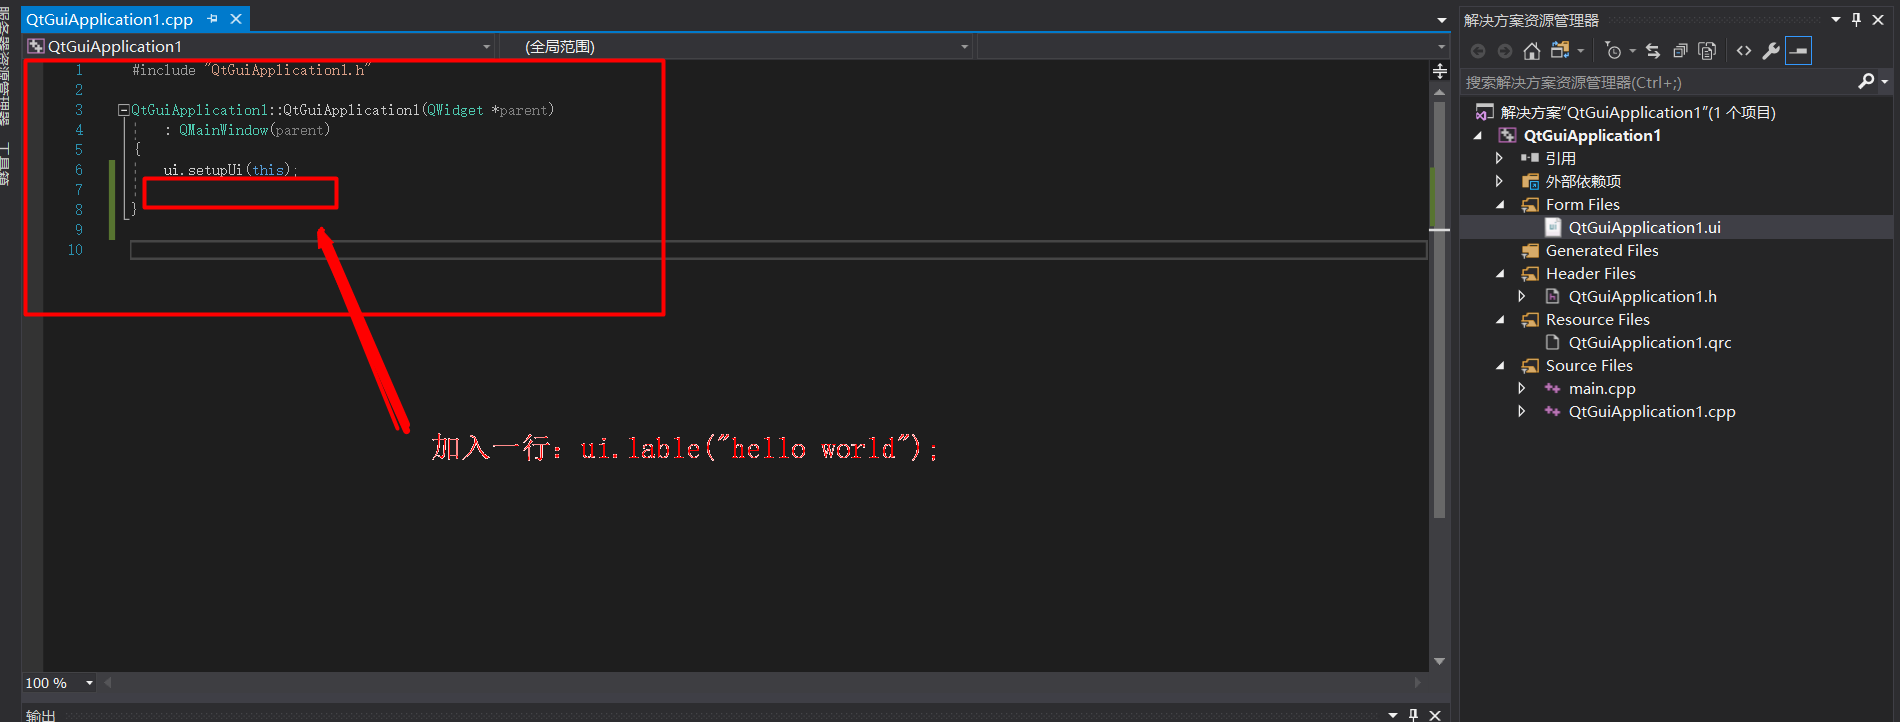 服务器资源管理器
工具箱
QtGuiApplication1.cpp
QtGuiApplication1
(全局范围)
1 #include "QtGuiApplication1.h"
2
3 QtGuiApplication1::QtGuiApplication1(QWidget *parent)
4 : QMainWindow(parent)
5 {
6 ui.setupUi(this);
7
8 }
9
10
加入一行：ui.lable("hello world");
100 %
输出
解决方案资源管理器
搜索解决方案资源管理器(Ctrl+;)
解决方案"QtGuiApplication1"(1 个项目)
QtGuiApplication1
引用
外部依赖项
Form Files
QtGuiApplication1.ui
Generated Files
Header Files
QtGuiApplication1.h
Resource Files
QtGuiApplication1.qrc
Source Files
main.cpp
QtGuiApplication1.cpp